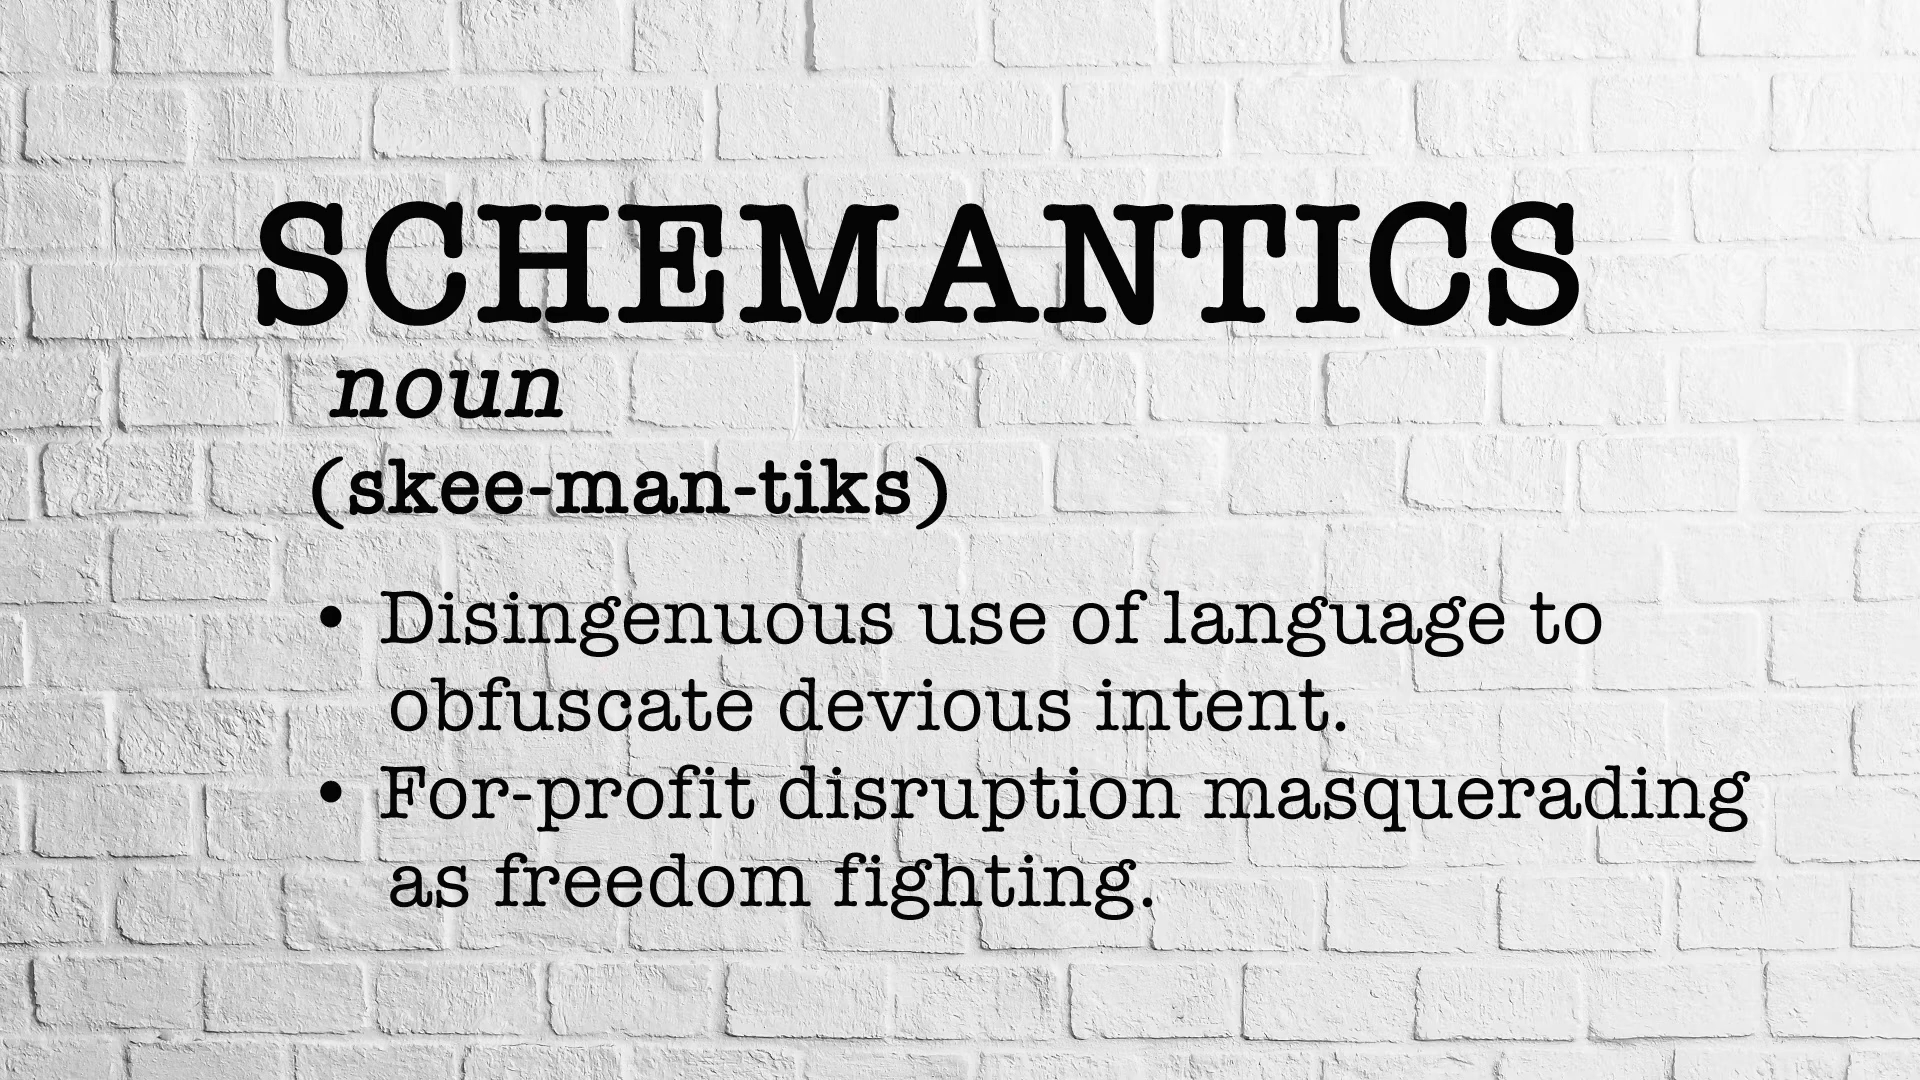 SCHEMANTICS
noun
(skee-man-tiks)
• Disingenuous use of language to
obfuscate devious intent.
• For-profit disruption masquerading
as freedom fighting.